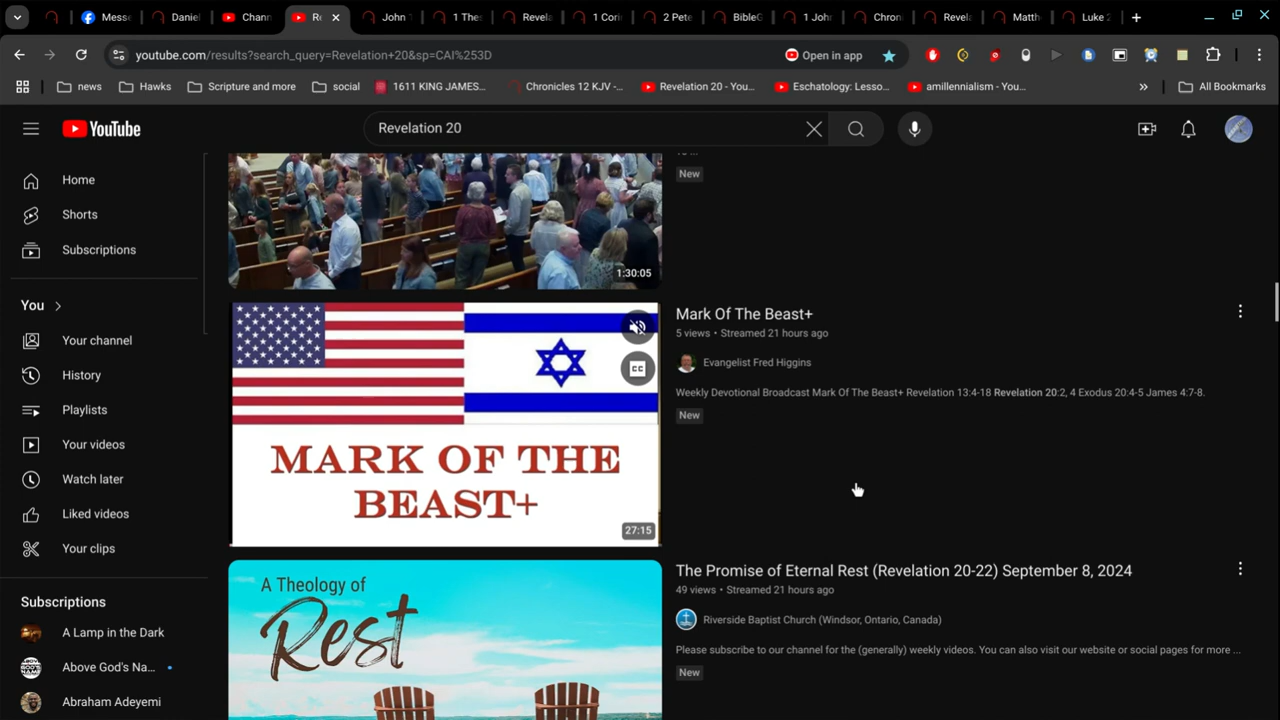 Messe
Daniel
Chann
Re
John 1
1 Thes
Revela
1 Corin
2 Pete
BibleG
1 John
Chroni
Revela
Matth
Luke 2
youtube.com/results?search_query=Revelation+20&sp=CAI%253D
Open in app
news
Hawks
Scripture and more
social
1611 KING JAMES...
Chronicles 12 KJV -...
Revelation 20 - You...
Eschatology: Lesso...
amillennialism - You...
All Bookmarks
YouTube
Revelation 20
Home
Shorts
Subscriptions
You
Your channel
History
Playlists
Your videos
Watch later
Liked videos
Your clips
Subscriptions
A Lamp in the Dark
Above God's Na...
Abraham Adeyemi
New
1:30:05
MARK OF THE
BEAST+
CC
27:15
Mark Of The Beast+
5 views • Streamed 21 hours ago
Evangelist Fred Higgins
Weekly Devotional Broadcast Mark Of The Beast+ Revelation 13:4-18 Revelation 20:2, 4 Exodus 20:4-5 James 4:7-8.
New
A Theology of
Rest
The Promise of Eternal Rest (Revelation 20-22) September 8, 2024
49 views • Streamed 21 hours ago
Riverside Baptist Church (Windsor, Ontario, Canada)
Please subscribe to our channel for the (generally) weekly videos. You can also visit our website or social pages for more ...
New